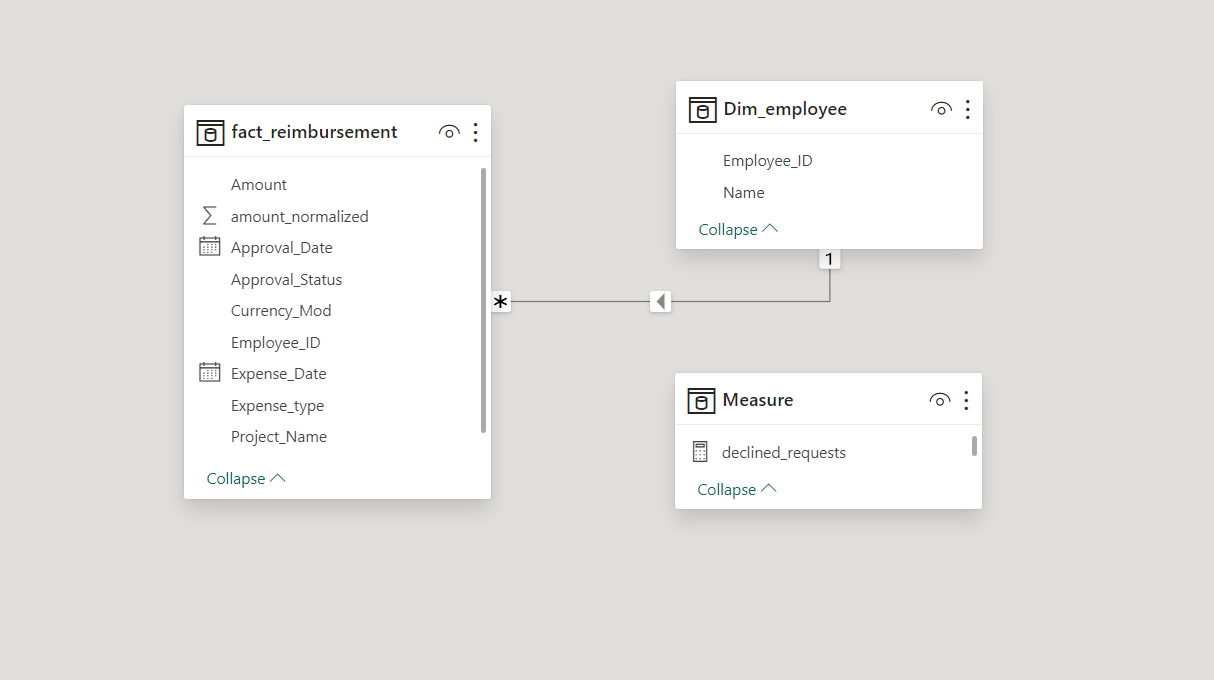 fact_reimbursement
Amount
amount_normalized
Approval_Date
Approval_Status
Currency_Mod
Employee_ID
Expense_Date
Expense_type
Project_Name
Collapse
*
Dim_employee
Employee_ID
Name
Collapse
1
Measure
declined_requests
Collapse